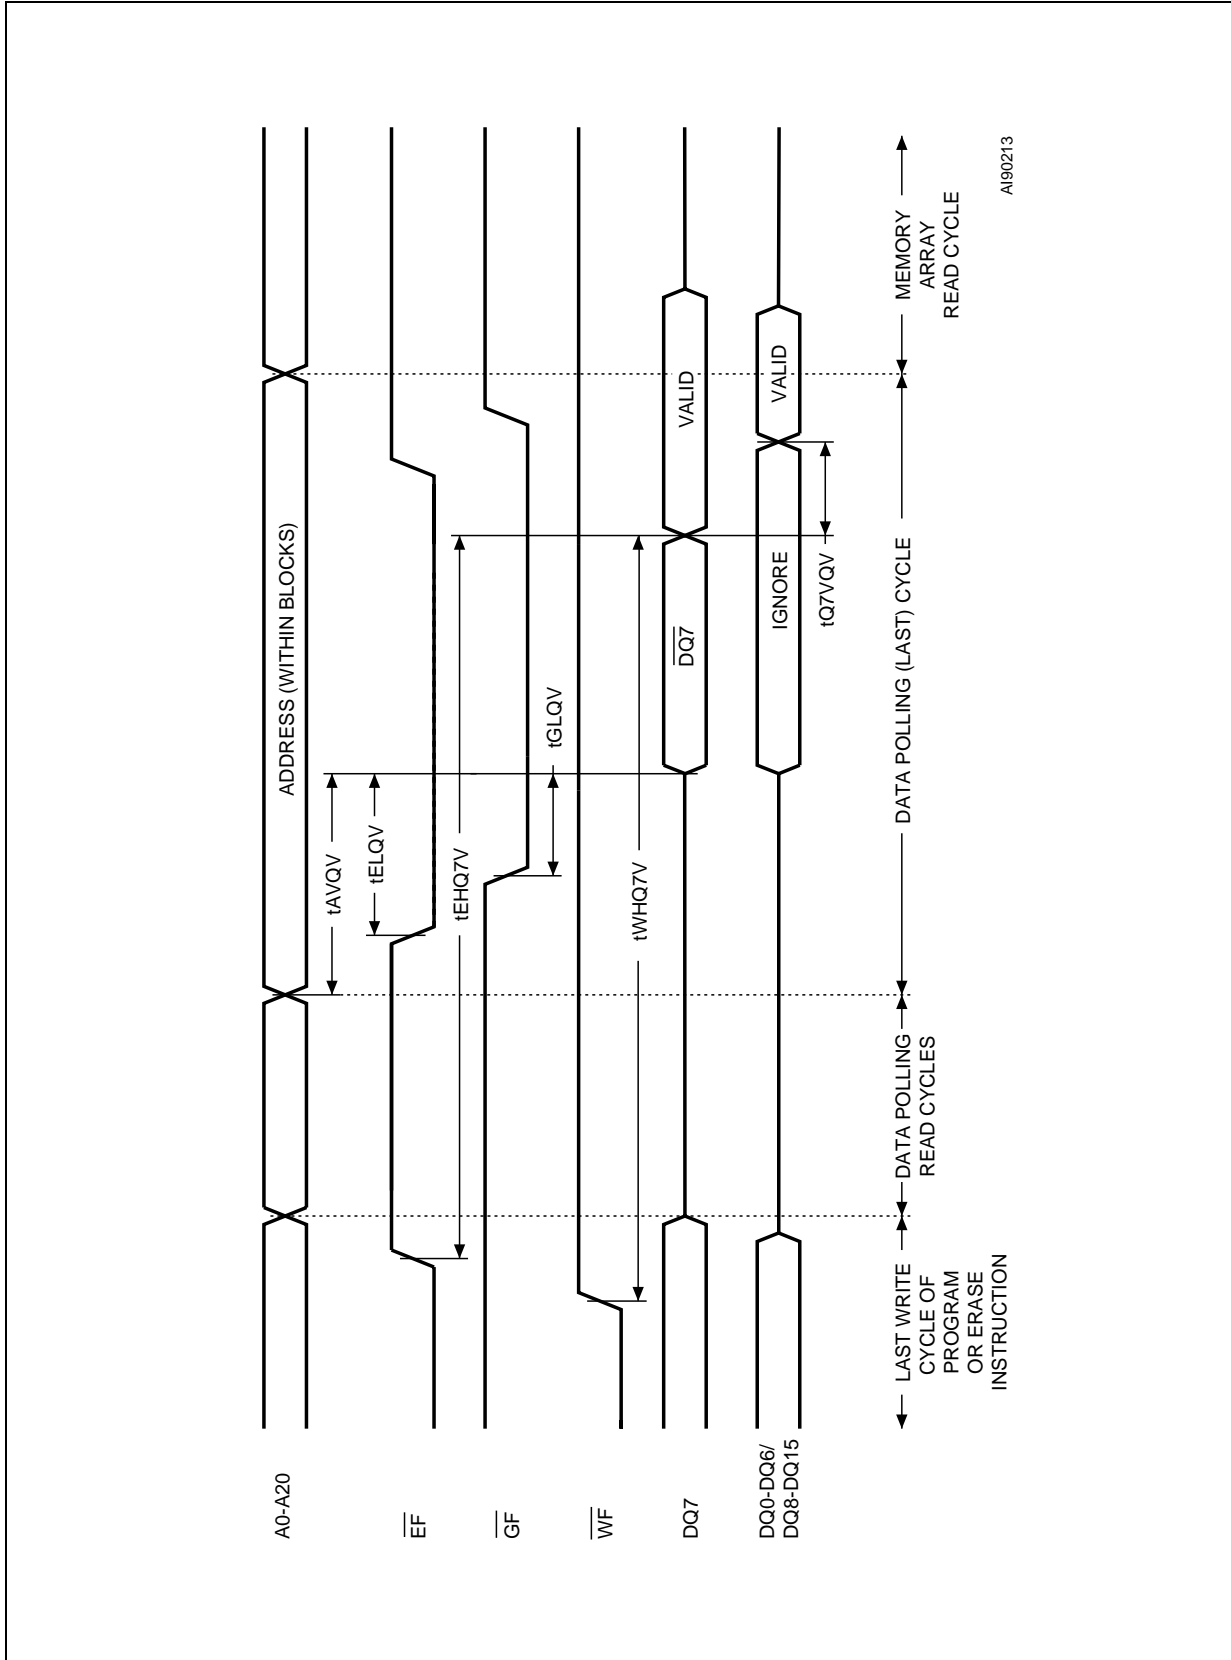 A0-A20
ADDRESS (WITHIN BLOCKS)
tAVQV
tELQV
EF
tEHQ7V
GF
tGLQV
WF
tWHQ7V
DQ7
DQ7
VALID
DQ0-DQ6/
DQ8-DQ15
IGNORE
VALID
tQ7VQV
LAST WRITE
CYCLE OF
PROGRAM
OR ERASE
INSTRUCTION
DATA POLLING
READ CYCLES
DATA POLLING (LAST) CYCLE
MEMORY
ARRAY
READ CYCLE
AI90213